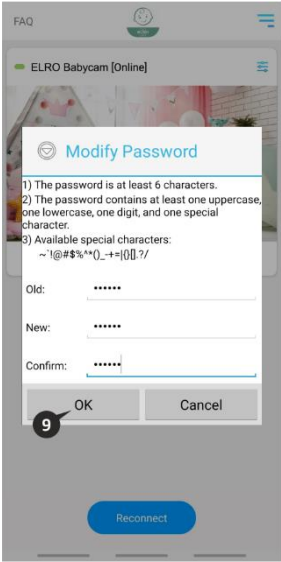 FAQ
ELRO Babycam [Online]
Modify Password
1) The password is at least 6 characters.
2) The password contains at least one uppercase,
one lowercase, one digit, and one special
character.
3) Available special characters:
~`!@#$%^*()_-+=|{}[].?/
Old: ••••••
New: ••••••
Confirm: ••••••
OK
Cancel
9
Reconnect